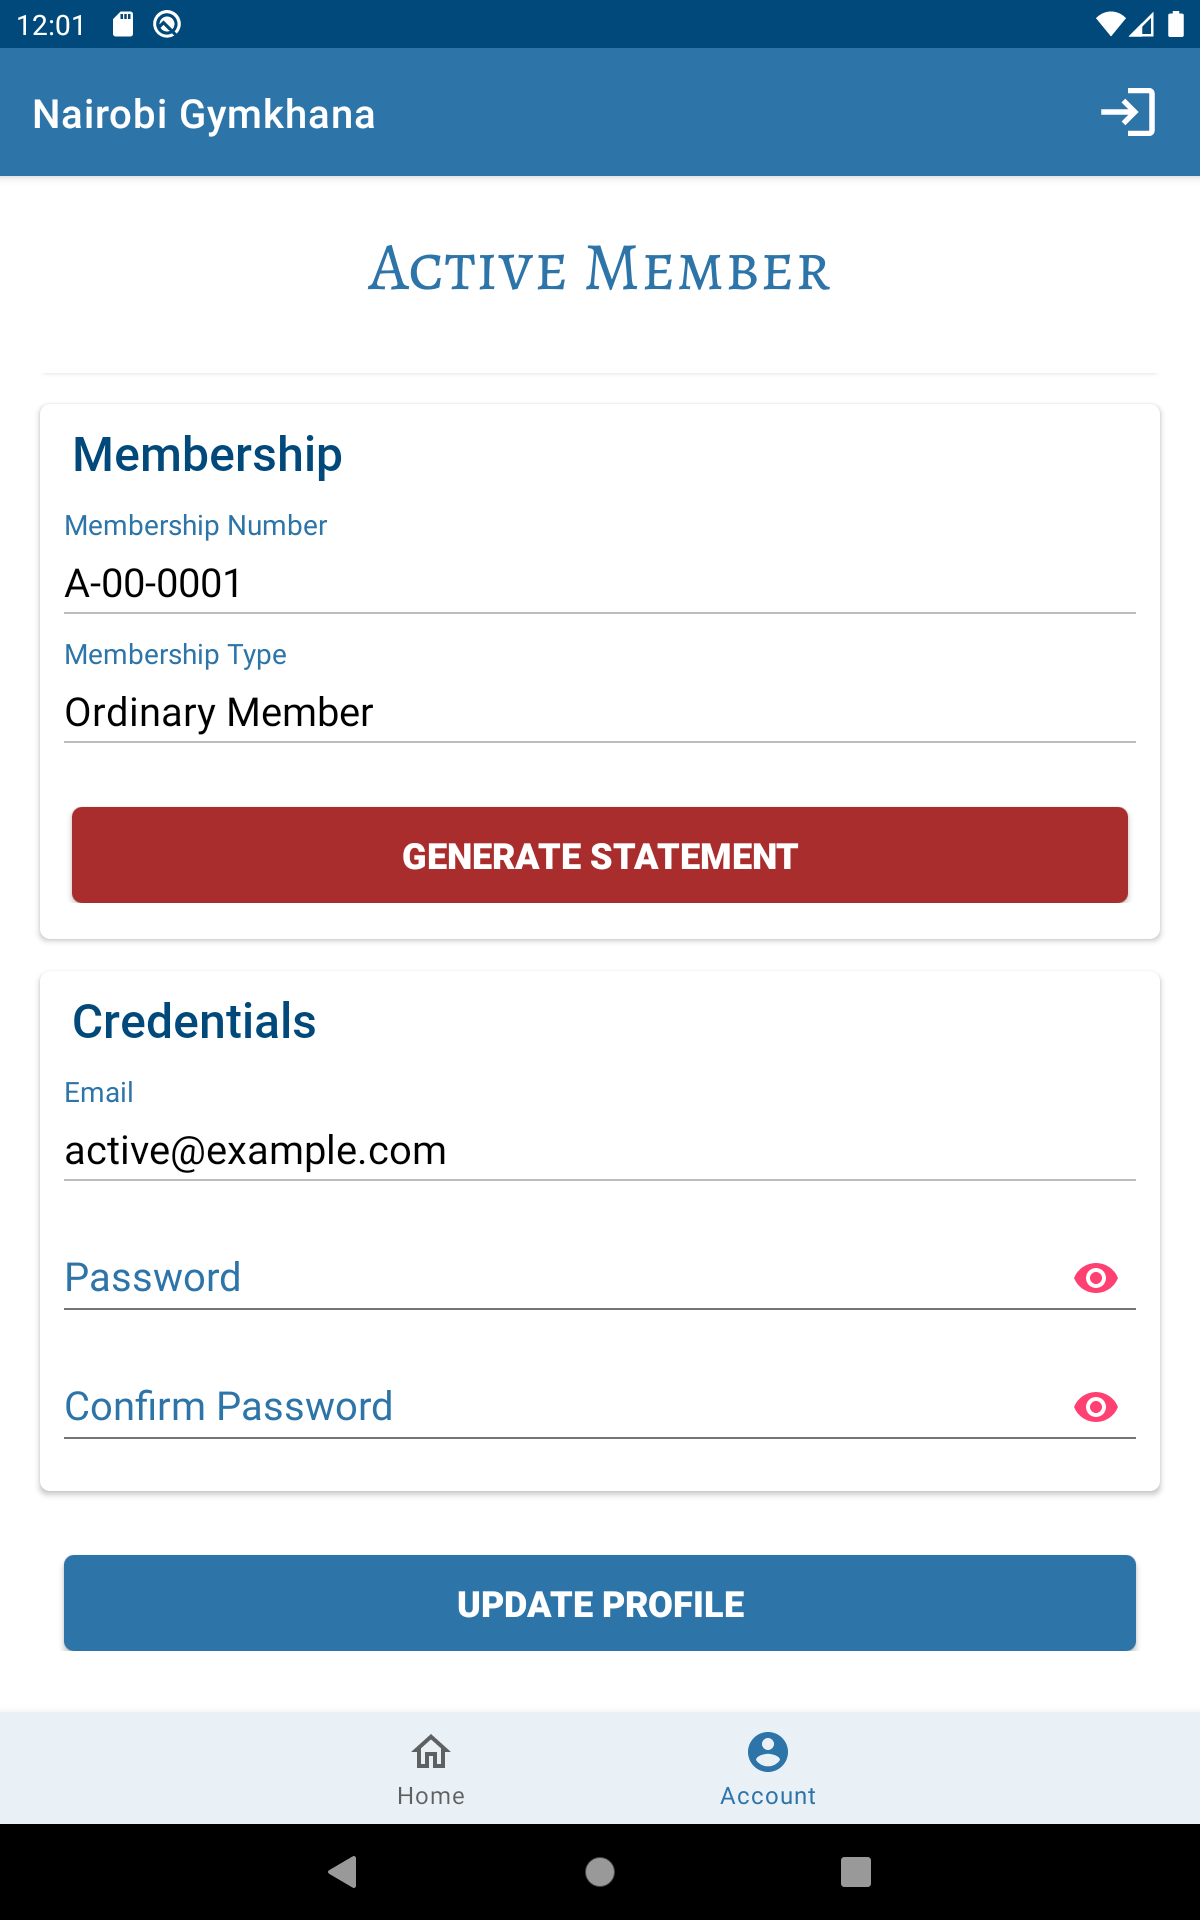 12:01
Nairobi Gymkhana
Active Member
Membership
Membership Number
A-00-0001
Membership Type
Ordinary Member
GENERATE STATEMENT
Credentials
Email
active@example.com
Password
Confirm Password
UPDATE PROFILE
Home
Account